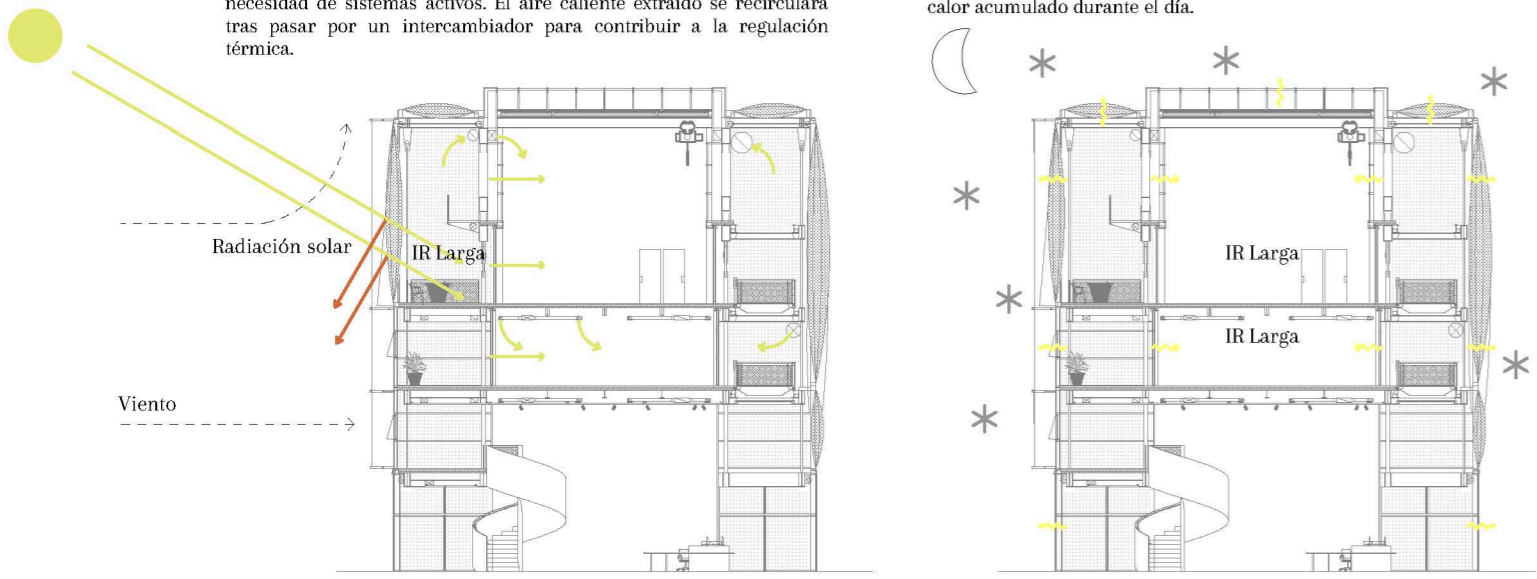 necesidad de sistemas activos. El aire caliente extraído se recirculará
tras pasar por un intercambiador para contribuir a la regulación
térmica.
calor acumulado durante el día.
Radiación solar
IR Larga
Viento
IR Larga
IR Larga